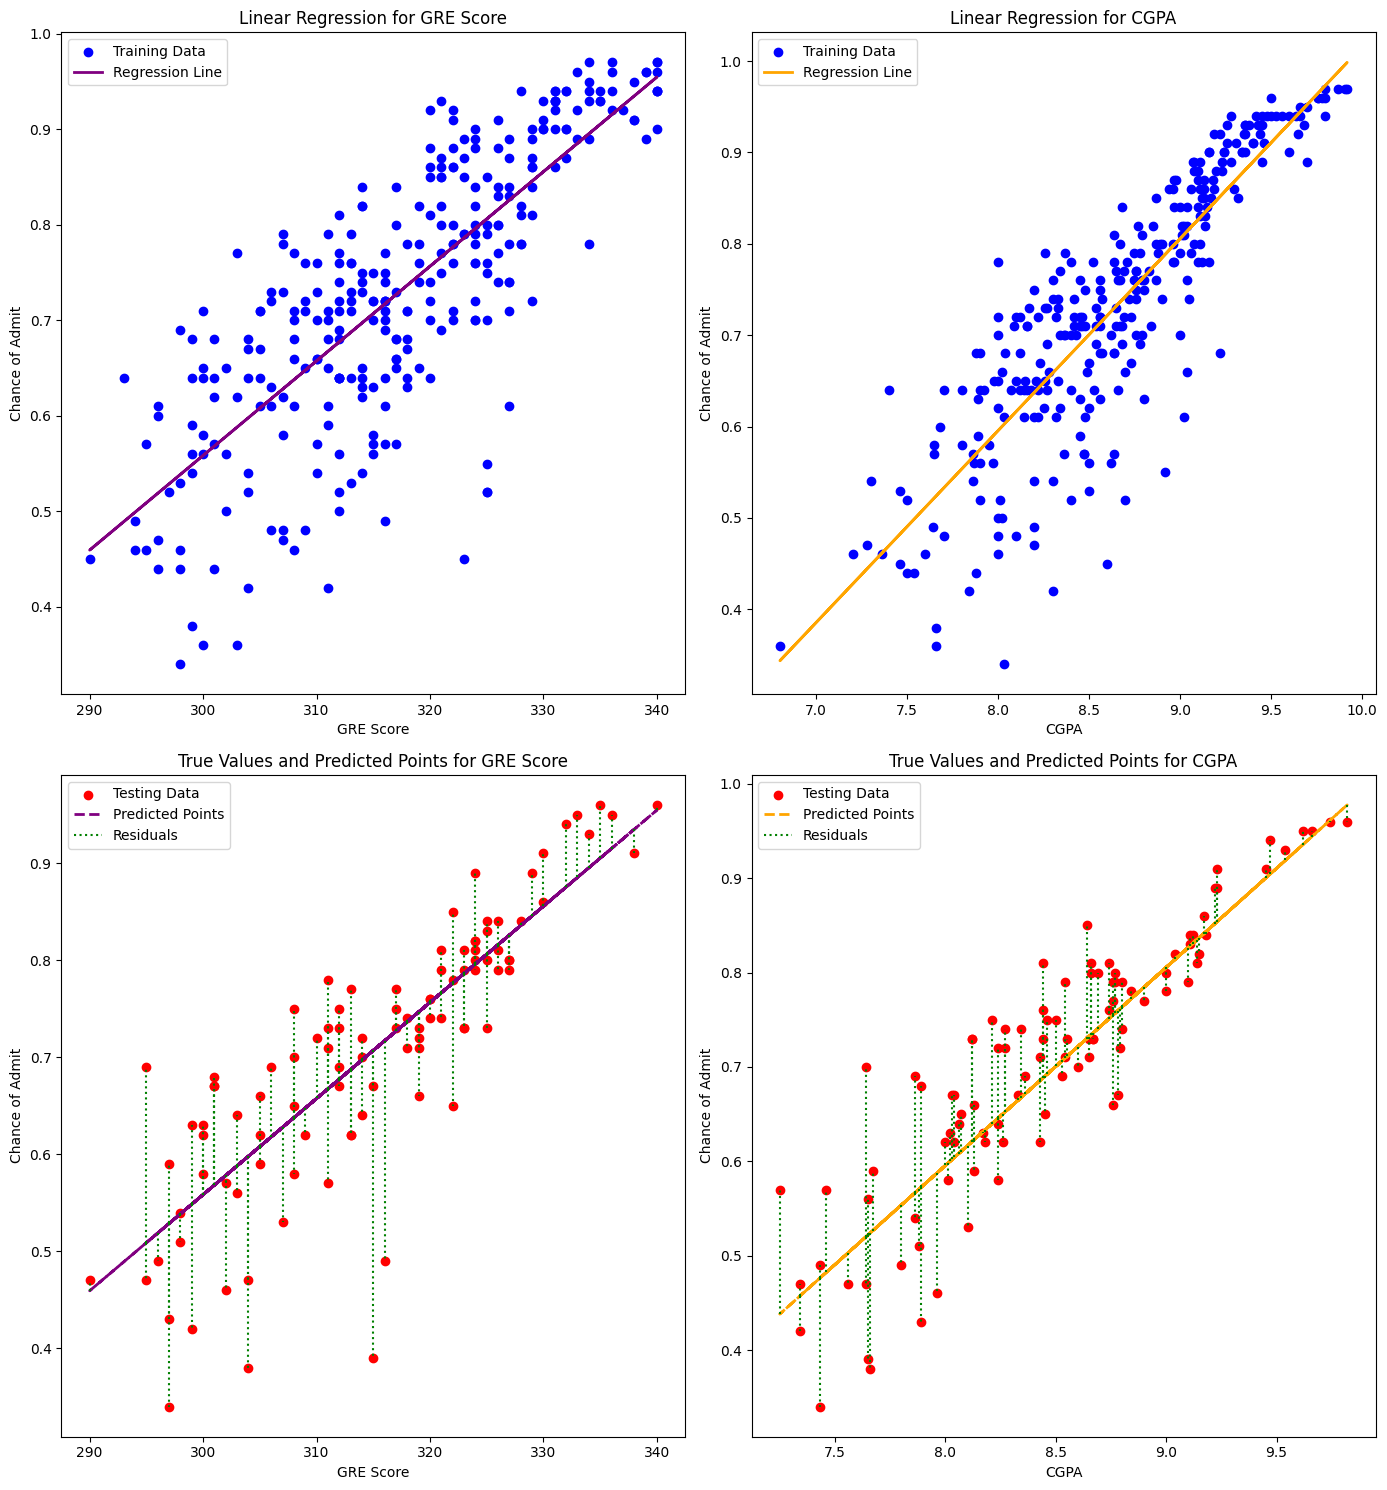 Linear Regression for GRE Score
Training Data
Regression Line
Chance of Admit
1.0
0.9
0.8
0.7
0.6
0.5
0.4
290
300
310
320
330
340
GRE Score
Linear Regression for CGPA
Training Data
Regression Line
Chance of Admit
1.0
0.9
0.8
0.7
0.6
0.5
0.4
7.0
7.5
8.0
8.5
9.0
9.5
10.0
CGPA
True Values and Predicted Points for GRE Score
Testing Data
Predicted Points
Residuals
Chance of Admit
0.9
0.8
0.7
0.6
0.5
0.4
290
300
310
320
330
340
GRE Score
True Values and Predicted Points for CGPA
Testing Data
Predicted Points
Residuals
Chance of Admit
1.0
0.9
0.8
0.7
0.6
0.5
0.4
7.5
8.0
8.5
9.0
9.5
CGPA